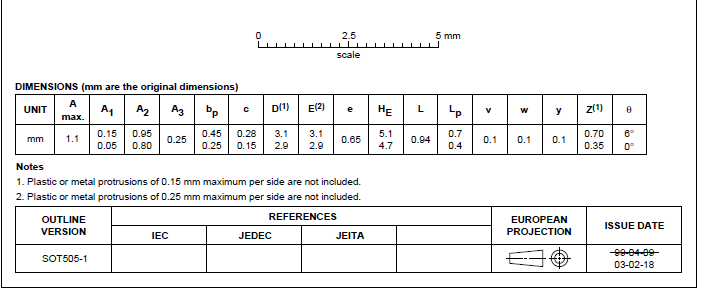 0 2.5 5 mm
scale
DIMENSIONS (mm are the original dimensions)
UNIT A max. A1 A2 A3 bp c D(1) E(2) e HE L Lp v w y Z(1) θ
mm 1.1 0.15 0.05 0.95 0.80 0.25 0.45 0.25 0.28 0.15 3.1 2.9 3.1 2.9 0.65 5.1 4.7 0.94 0.7 0.4 0.1 0.1 0.1 0.70 0.35 6° 0°
Notes
1. Plastic or metal protrusions of 0.15 mm maximum per side are not included.
2. Plastic or metal protrusions of 0.25 mm maximum per side are not included.
OUTLINE VERSION REFERENCES EUROPEAN PROJECTION ISSUE DATE
IEC JEDEC JEITA
SOT505-1 99-04-09
03-02-18